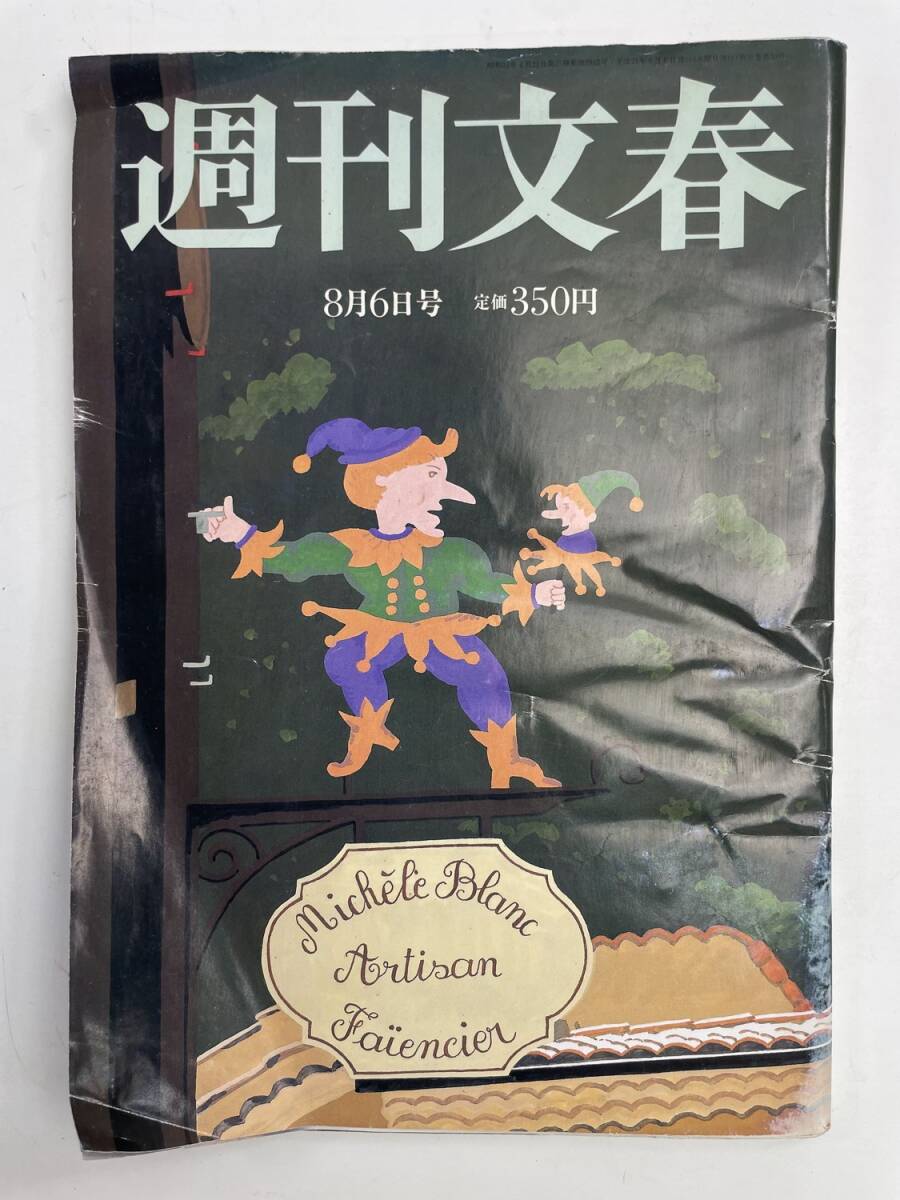 週刊文春
8月6日号 定価350円
Michèle Blanc
Artisan
Faïencier